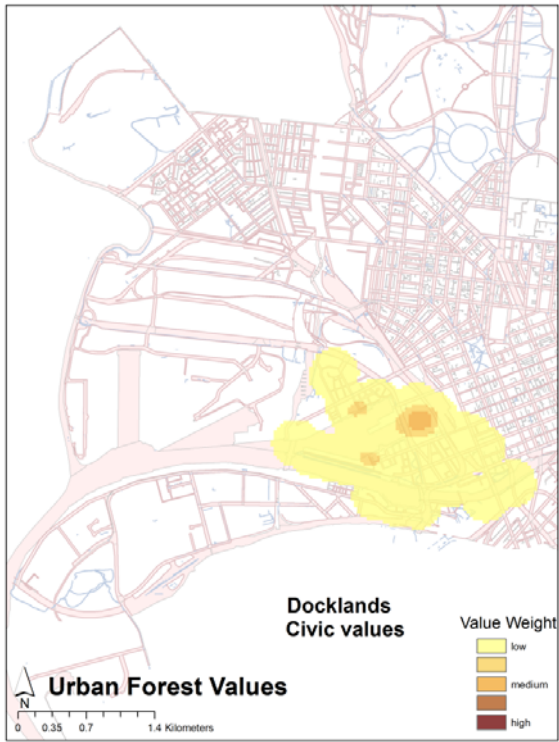 Docklands
Civic values
Value Weight
low
medium
high
Urban Forest Values
N
0 0.35 0.7 1.4 Kilometers